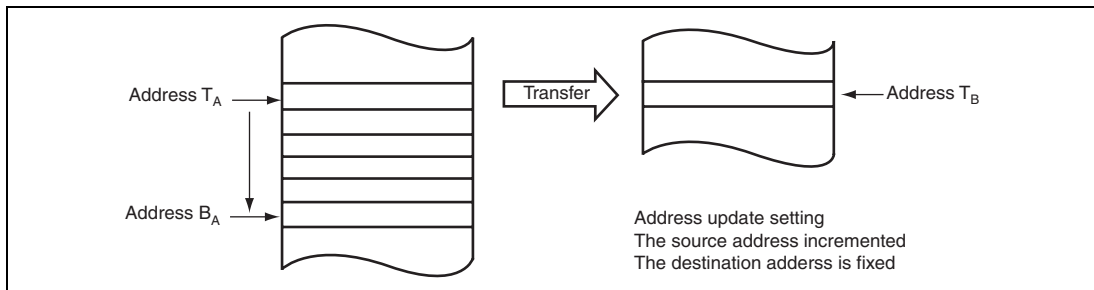 Address TA
Transfer
Address TB
Address BA
Address update setting
The source address incremented
The destination adderss is fixed